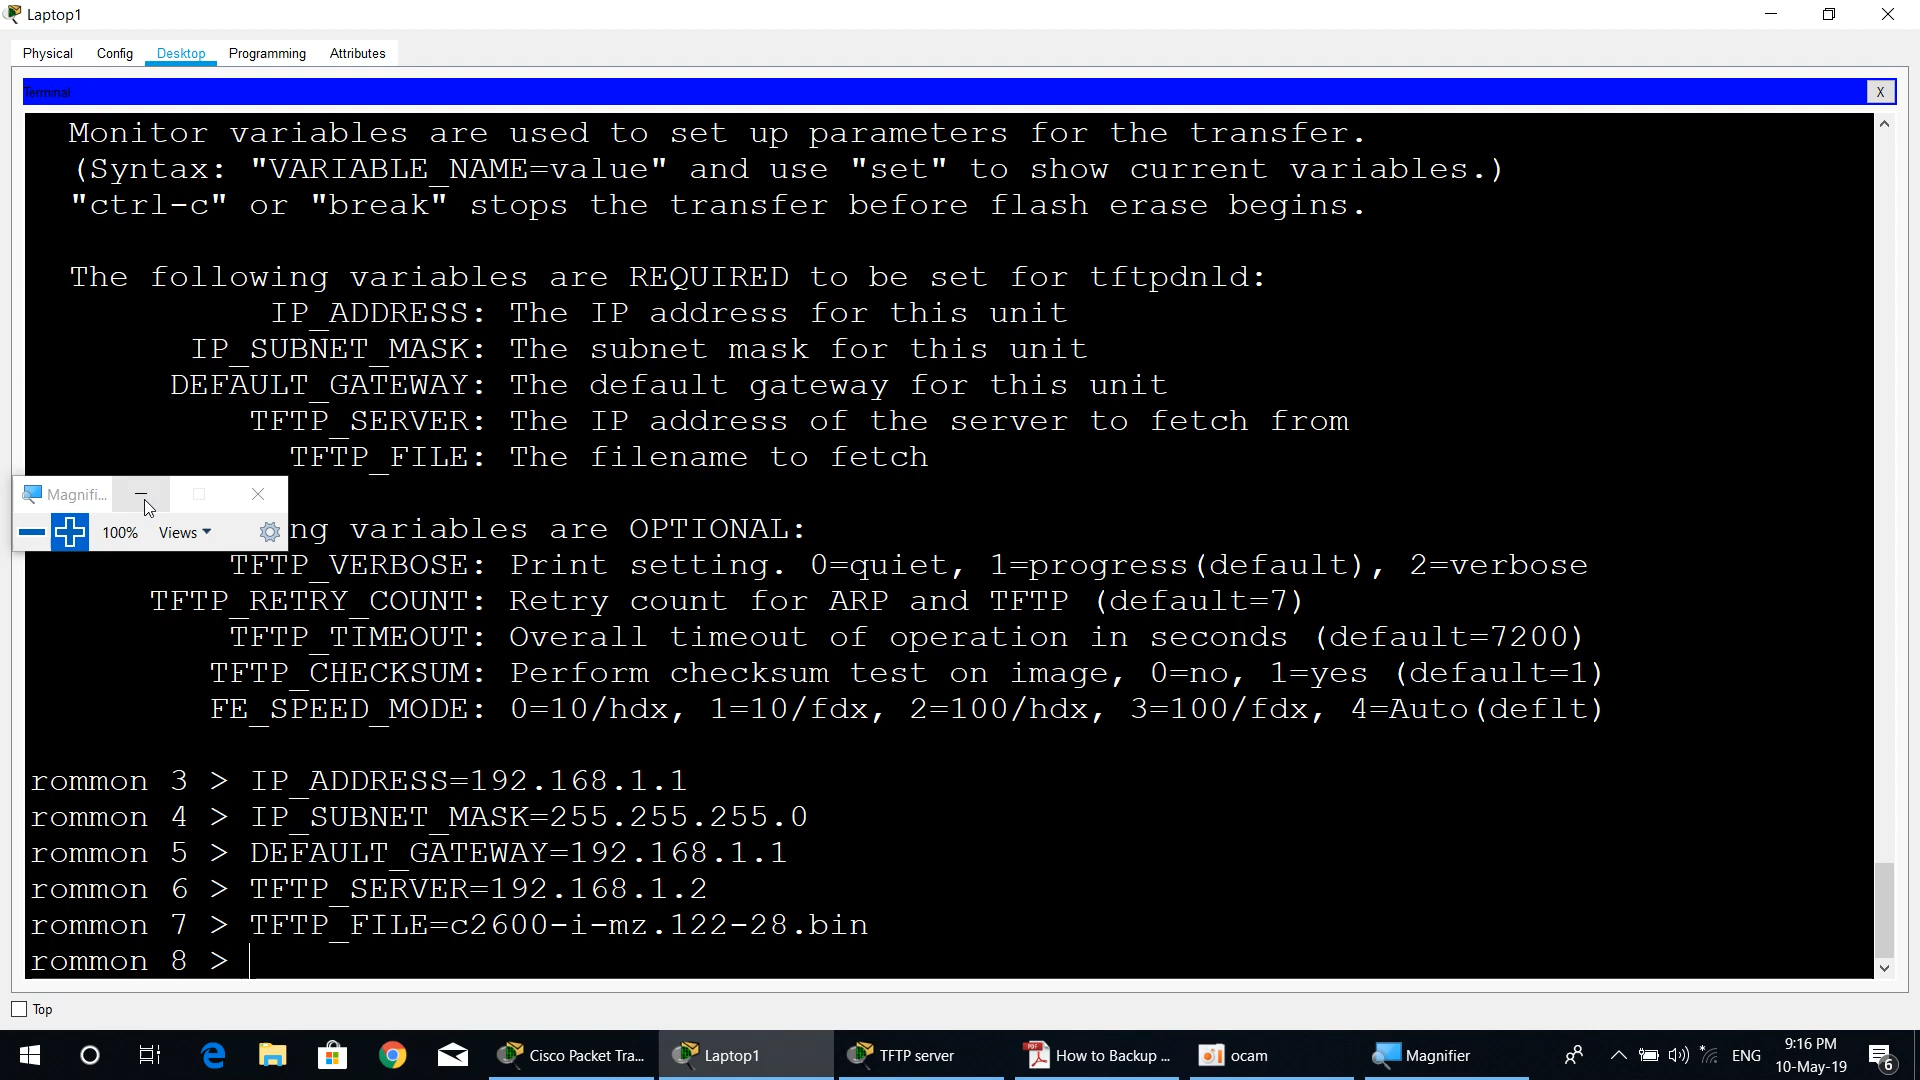 Laptop1
Physical Config Desktop Programming Attributes
Terminal
X
Monitor variables are used to set up parameters for the transfer.
(Syntax: "VARIABLE_NAME=value" and use "set" to show current variables.)
"ctrl-c" or "break" stops the transfer before flash erase begins.
The following variables are REQUIRED to be set for tftpdnld:
IP_ADDRESS: The IP address for this unit
IP_SUBNET_MASK: The subnet mask for this unit
DEFAULT_GATEWAY: The default gateway for this unit
TFTP_SERVER: The IP address of the server to fetch from
TFTP_FILE: The filename to fetch
Magnifi...
100% Views
ng variables are OPTIONAL:
TFTP_VERBOSE: Print setting. 0=quiet, 1=progress(default), 2=verbose
TFTP_RETRY_COUNT: Retry count for ARP and TFTP (default=7)
TFTP_TIMEOUT: Overall timeout of operation in seconds (default=7200)
TFTP_CHECKSUM: Perform checksum test on image, 0=no, 1=yes (default=1)
FE_SPEED_MODE: 0=10/hdx, 1=10/fdx, 2=100/hdx, 3=100/fdx, 4=Auto(deflt)
rommon 3 > IP_ADDRESS=192.168.1.1
rommon 4 > IP_SUBNET_MASK=255.255.255.0
rommon 5 > DEFAULT_GATEWAY=192.168.1.1
rommon 6 > TFTP_SERVER=192.168.1.2
rommon 7 > TFTP_FILE=c2600-i-mz.122-28.bin
rommon 8 >
Top
Cisco Packet Tra... Laptop1 TFTP server How to Backup ... ocam Magnifier ENG 9:16 PM
10-May-19
6